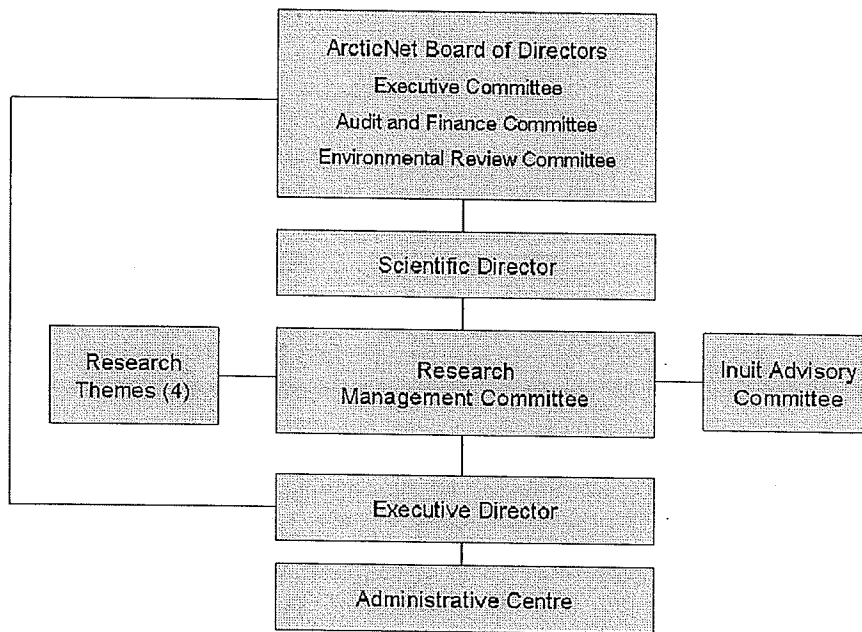 ArcticNet Board of Directors
Executive Committee
Audit and Finance Committee
Environmental Review Committee
Scientific Director
Research
Themes (4)
Research
Management Committee
Inuit Advisory
Committee
Executive Director
Administrative Centre